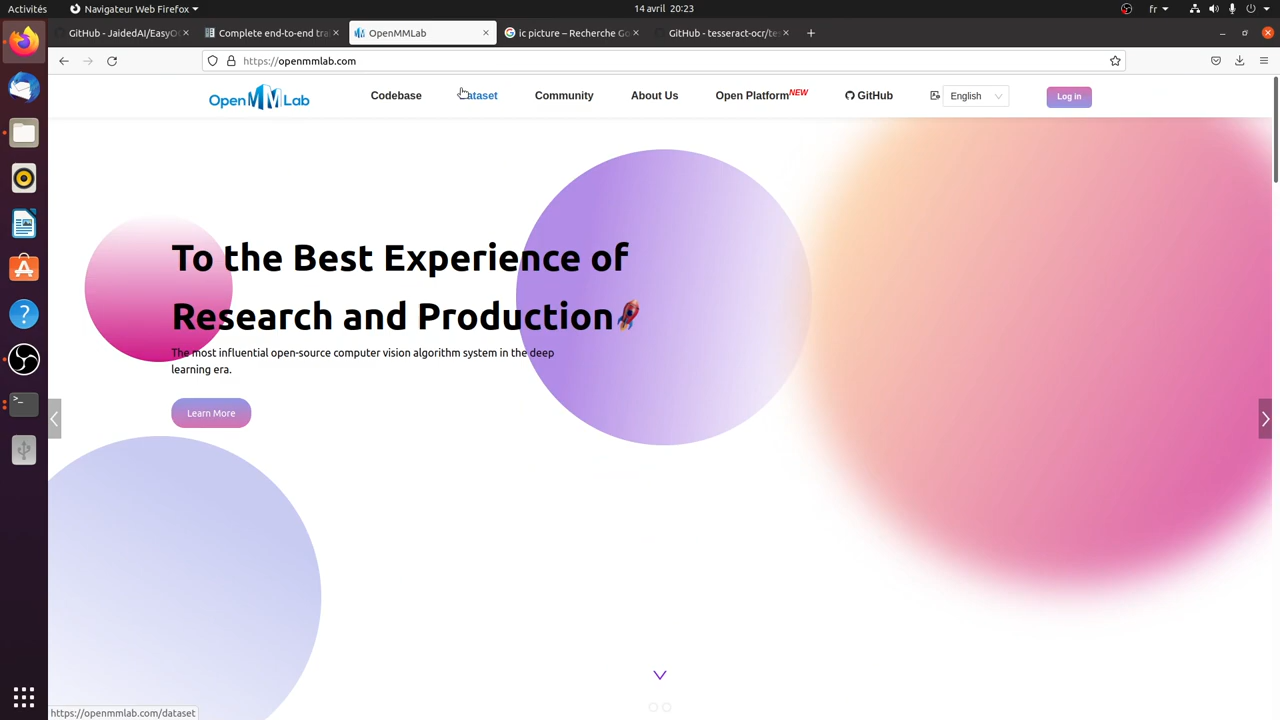 Activités
Navigateur Web Firefox
14 avril 20:23
fr
GitHub - JaidedAI/EasyOC
Complete end-to-end tra
OpenMMLab
ic picture – Recherche Go
GitHub - tesseract-ocr/tes
https://openmmlab.com
OpenMMLab
Codebase
Dataset
Community
About Us
Open Platform NEW
GitHub
English
Log in
To the Best Experience of
Research and Production
The most influential open-source computer vision algorithm system in the deep
learning era.
Learn More
https://openmmlab.com/dataset